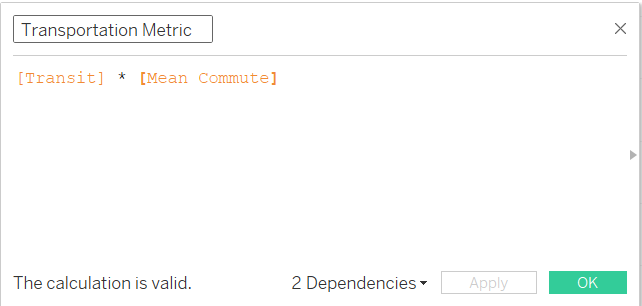 Transportation Metric
[Transit] * [Mean Commute]
The calculation is valid. 2 Dependencies Apply OK